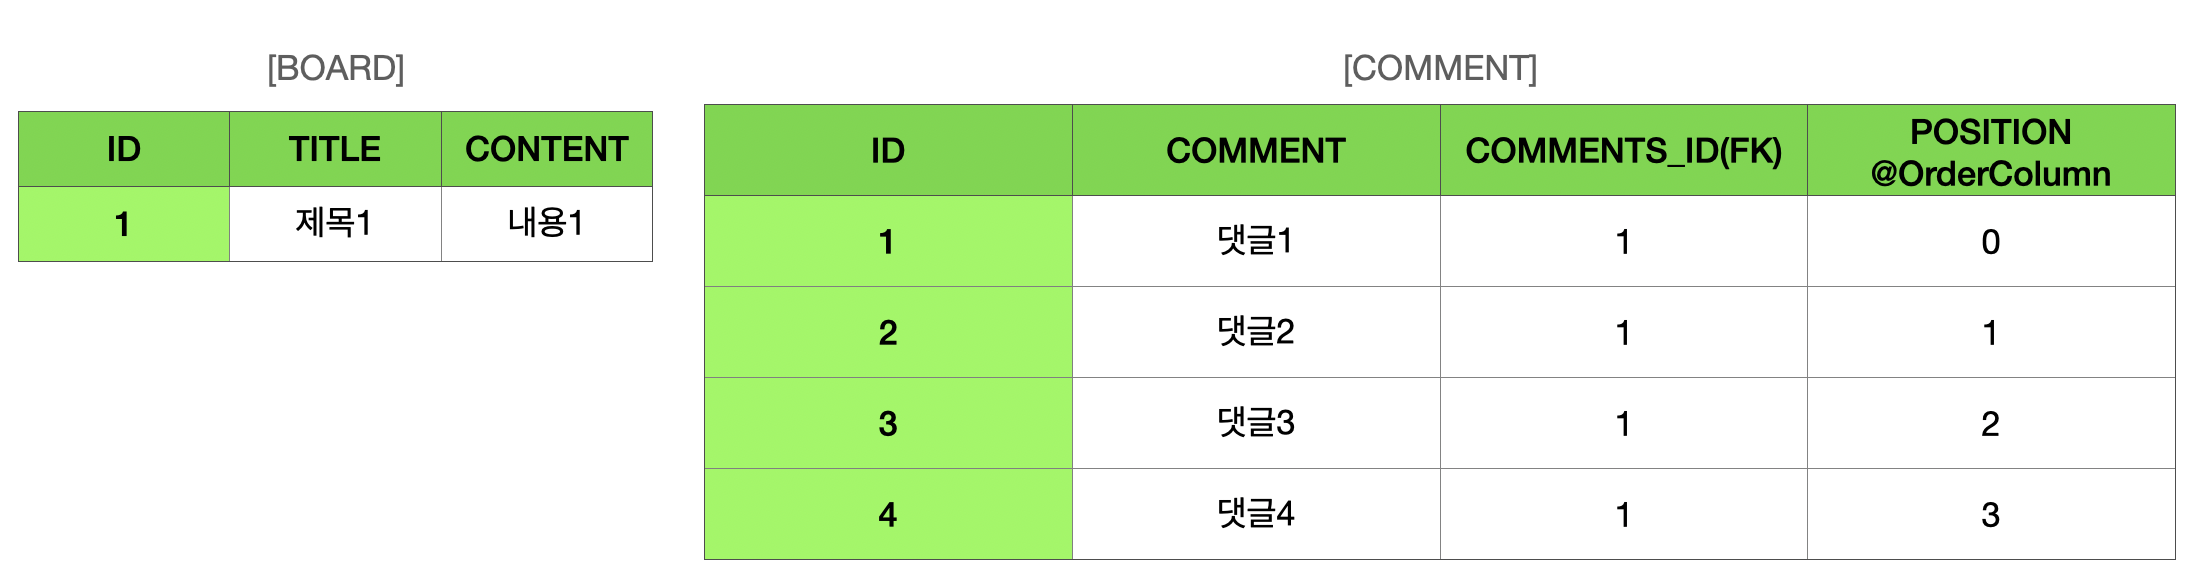 [BOARD]
ID TITLE CONTENT
1 제목1 내용1
[COMMENT]
ID COMMENT COMMENTS_ID(FK) POSITION
@OrderColumn
1 댓글1 1 0
2 댓글2 1 1
3 댓글3 1 2
4 댓글4 1 3